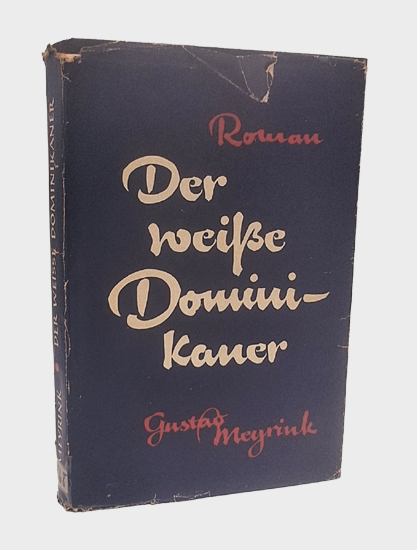 Roman
Der
weiße
Domini-
kaner
Gustav
Meyrink
MEYRINK * DER WEISSE DOMINIKANER